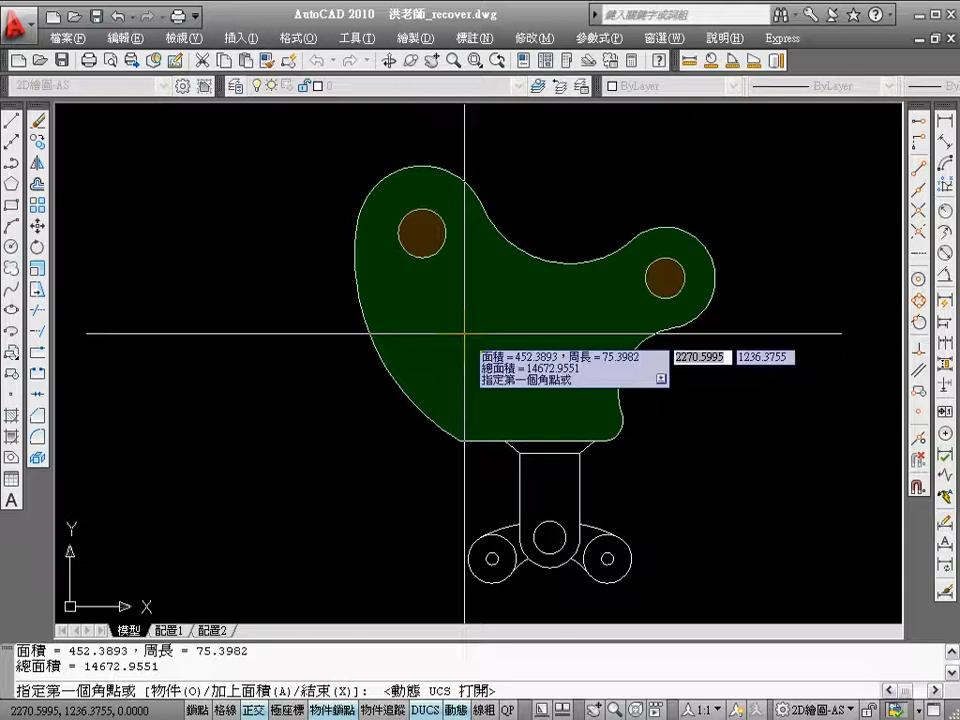 AutoCAD 2010 洪老師_recover.dwg
鍵入關鍵字或詞組
檔案(F) 編輯(E) 檢視(V) 插入(I) 格式(O) 工具(T) 繪製(D) 標註(N) 修改(M) 參數式(P) 視窗(W) 說明(H) Express
2D繪圖-AS
0
ByLayer
ByLayer
ByLa
面積 = 452.3893，周長 = 75.3982
總面積 = 14672.9551
指定第一個角點或
2270.5995
1236.3755
Y
X
模型 配置1 配置2
面積 = 452.3893，周長 = 75.3982
總面積 = 14672.9551
指定第一個角點或 [物件(O)/加上面積(A)/結束(X)]: <動態 UCS 打開>
2270.5995, 1236.3755, 0.0000 鎖點 格線 正交 極座標 物件鎖點 物件追蹤 DUCS 動態 線粗 QP 1:1 2D繪圖-AS